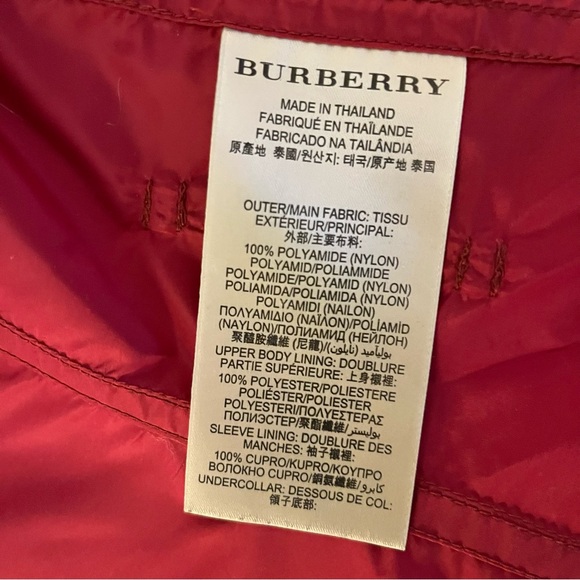 BURBERRY
MADE IN THAILAND
FABRIQUÉ EN THAÏLANDE
FABRICADO NA TAILÂNDIA
原產地 泰國/원산지: 태국/原产地 泰国
OUTER/MAIN FABRIC: TISSU
EXTÉRIEUR/PRINCIPAL:
外部/主要布料:
100% POLYAMIDE (NYLON)
POLYAMID/POLIAMMIDE
POLYAMIDE/POLYAMID (NYLON)
POLIAMIDA/POLIAMIDA (NYLON)
POLYAMIDI (NAILON)
ΠΟΛΥΑΜΙΔΙΟ (ΝΑΪΛΟΝ)/POLİAMİD
(NAYLON)/ПОЛИАМИД (НЕЙЛОН)
聚醯胺纖維 (尼龍)/بوليأميد (نايلون)
UPPER BODY LINING: DOUBLURE
PARTIE SUPÉRIEURE: 上身襯裡:
100% POLYESTER/POLIESTERE
POLIÉSTER/POLIESTER
POLYESTERI/ΠΟΛΥΕΣΤΕΡΑΣ
ПОЛИЭСТЕР/聚酯纖維/بوليستر
SLEEVE LINING: DOUBLURE DES
MANCHES: 袖子襯裡:
100% CUPRO/KUPRO/ΚΟΥΠΡΟ
ВОЛОКНО CUPRO/銅氨纖維/كابرو
UNDERCOLLAR: DESSOUS DE COL:
領子底部: